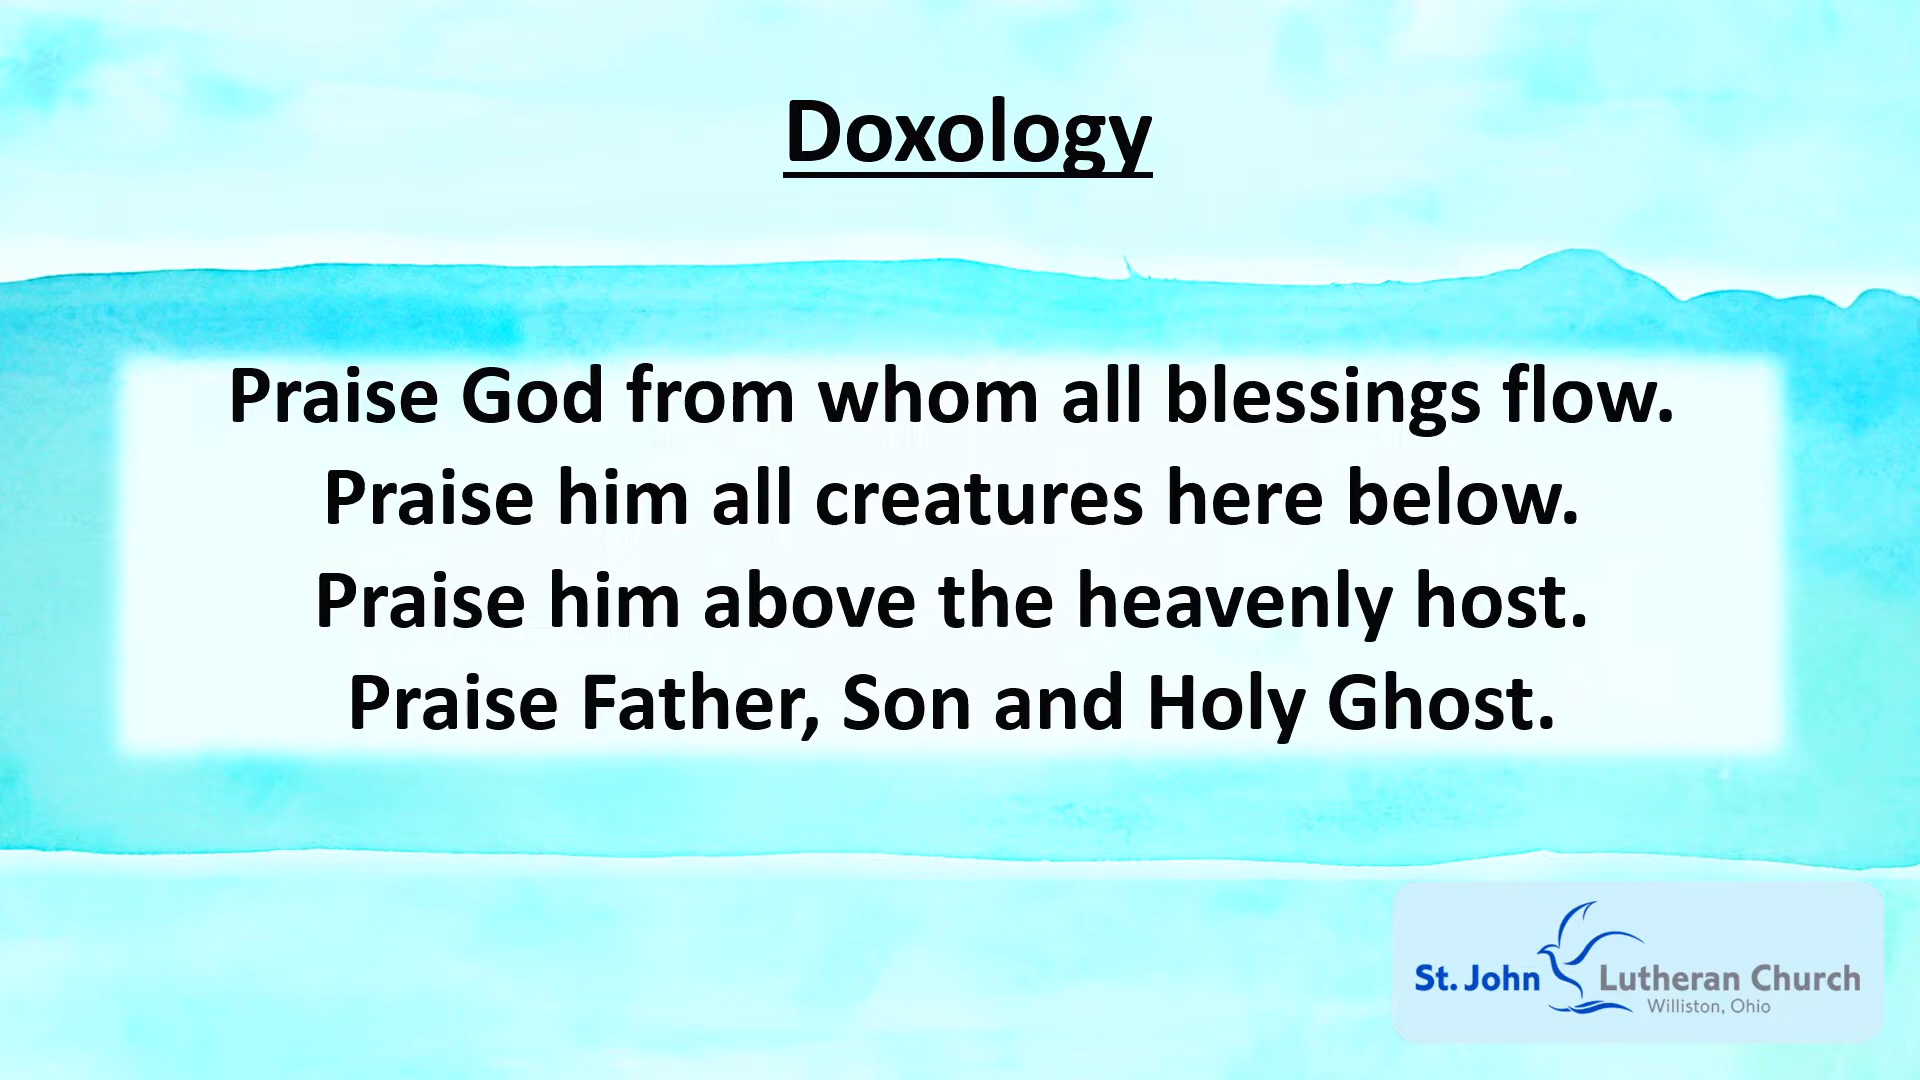 Doxology
Praise God from whom all blessings flow.
Praise him all creatures here below.
Praise him above the heavenly host.
Praise Father, Son and Holy Ghost.
St. John Lutheran Church
Williston, Ohio